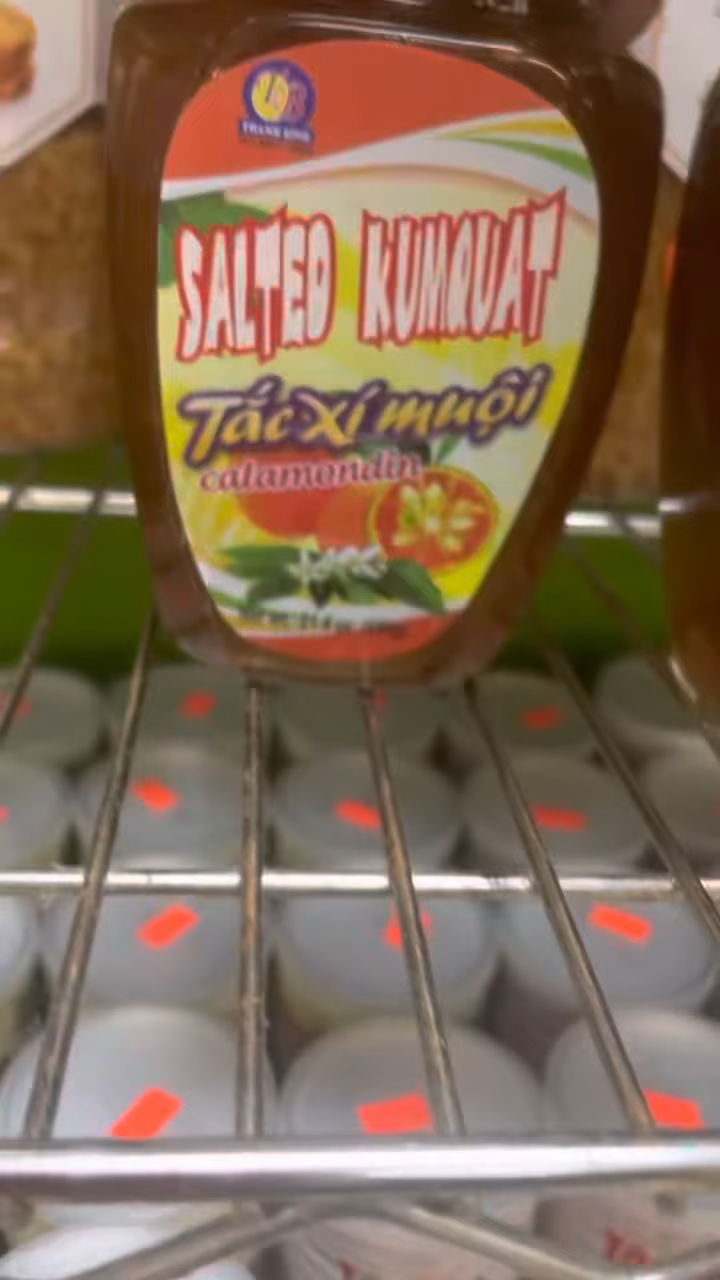 THANH BINH
SALTED KUMQUAT
Tắc Xí muội
calamondin